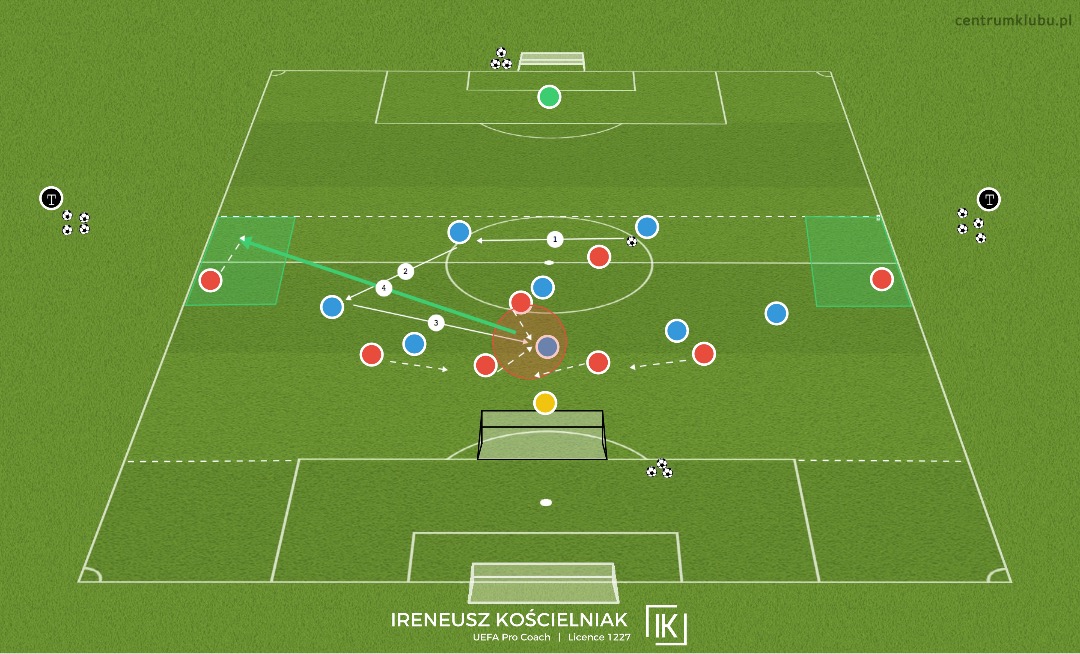 centrumklubu.pl
T
T
1
2
4
3
IRENEUSZ KOŚCIELNIAK
UEFA Pro Coach | Licence 1227
IK